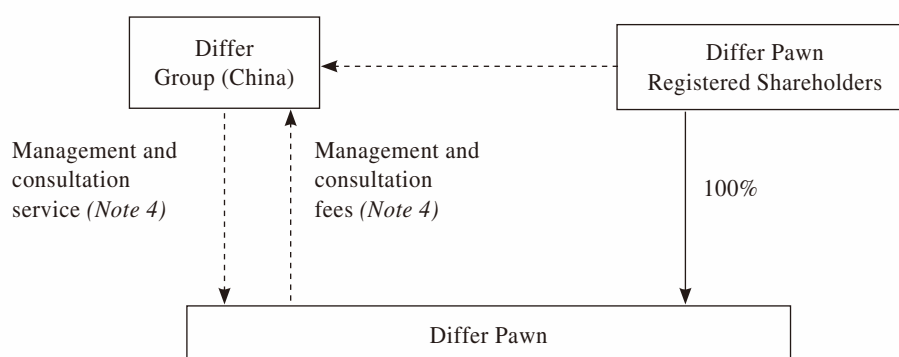 Differ
Group (China)
Differ Pawn
Registered Shareholders
Management and
consultation
service (Note 4)
Management and
consultation
fees (Note 4)
100%
Differ Pawn